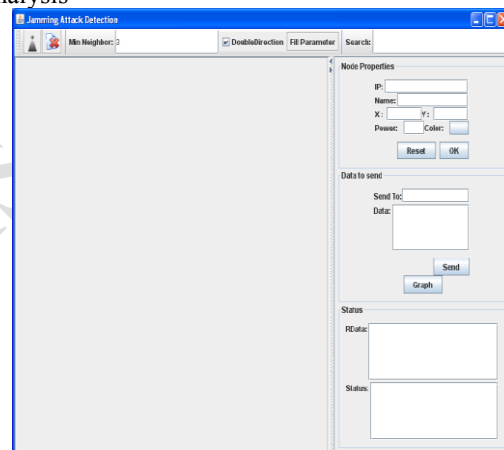 Jamming Attack Detection
Min Neighbor: 3 DoubleDirection Fill Parameter Search:
Node Properties
IP:
Name:
X: Y:
Power: Color:
Reset OK
Data to send
Send To:
Data:
Send
Graph
Status
RData:
Status: